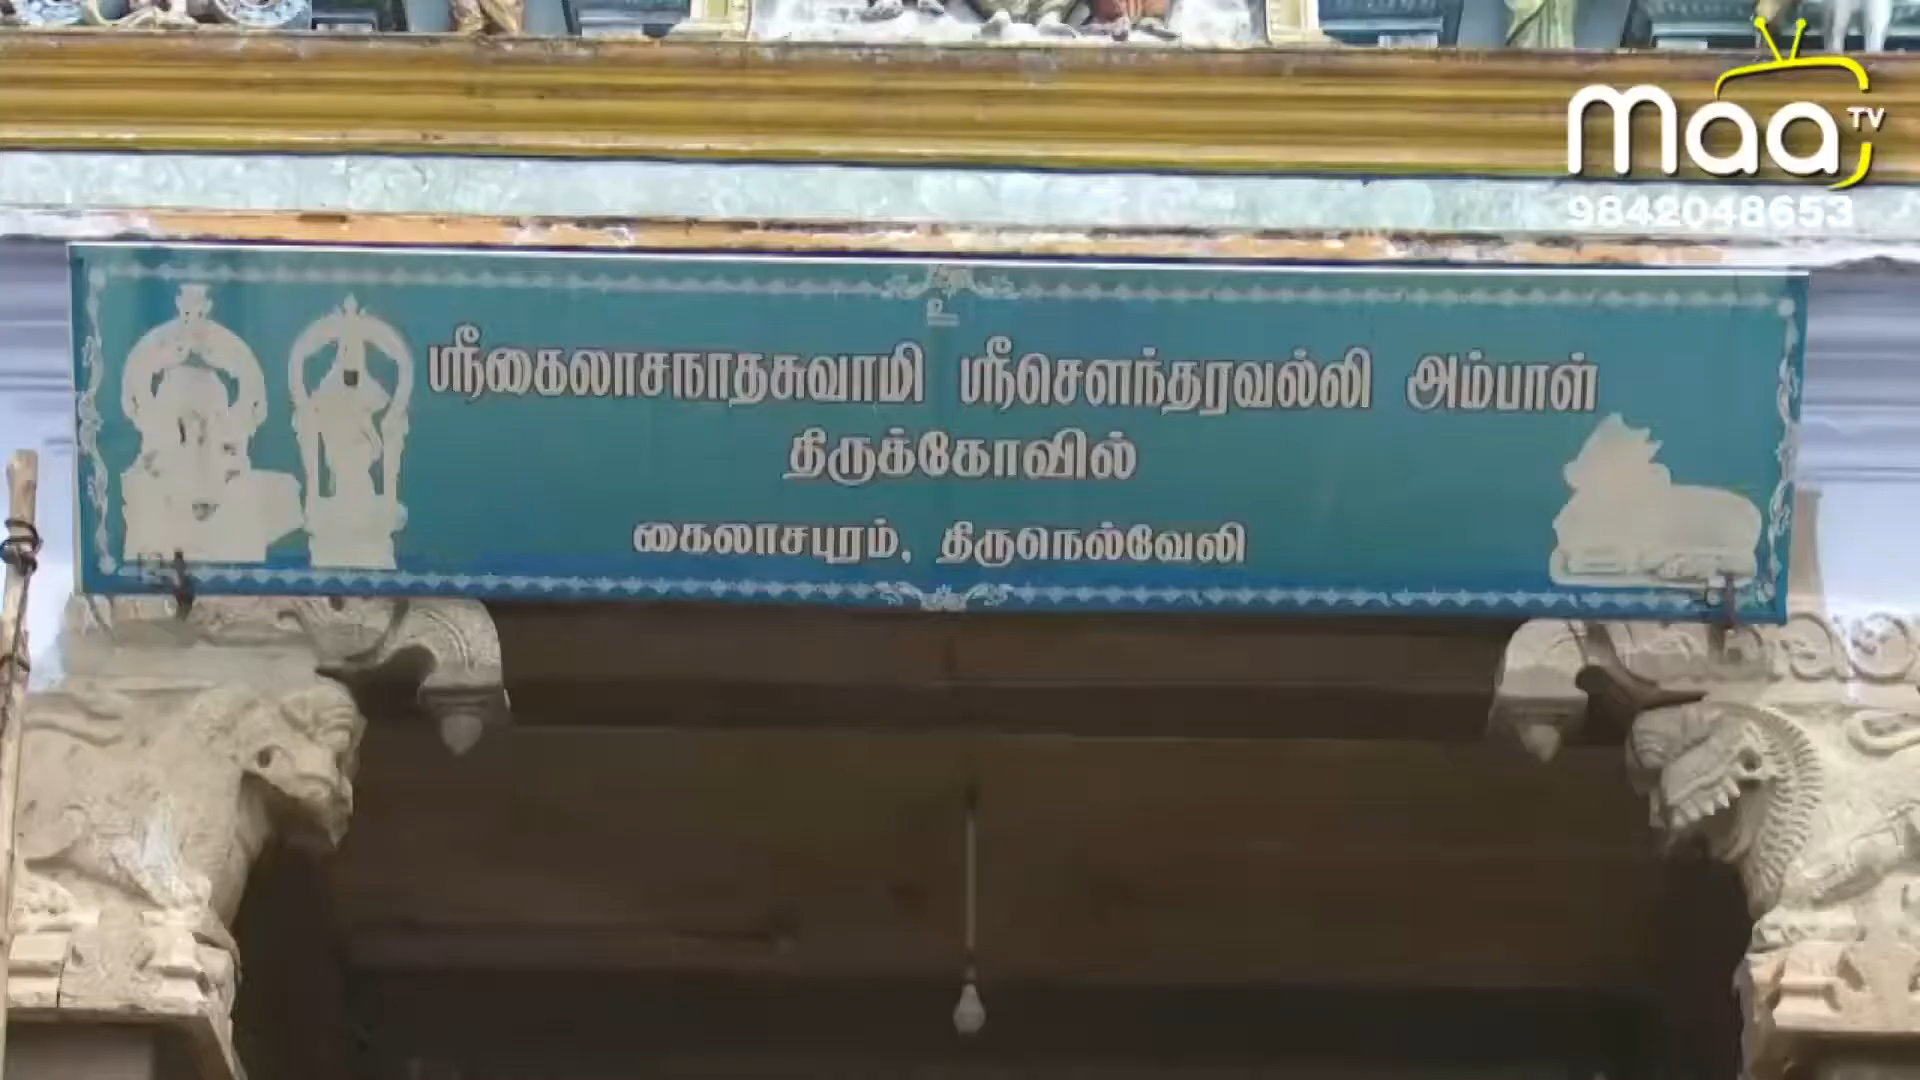 maa TV
9842048653
உ
ஸ்ரீகைலாசநாதசுவாமி ஸ்ரீசௌந்தரவல்லி அம்பாள்
திருக்கோவில்
கைலாசபுரம், திருநெல்வேலி